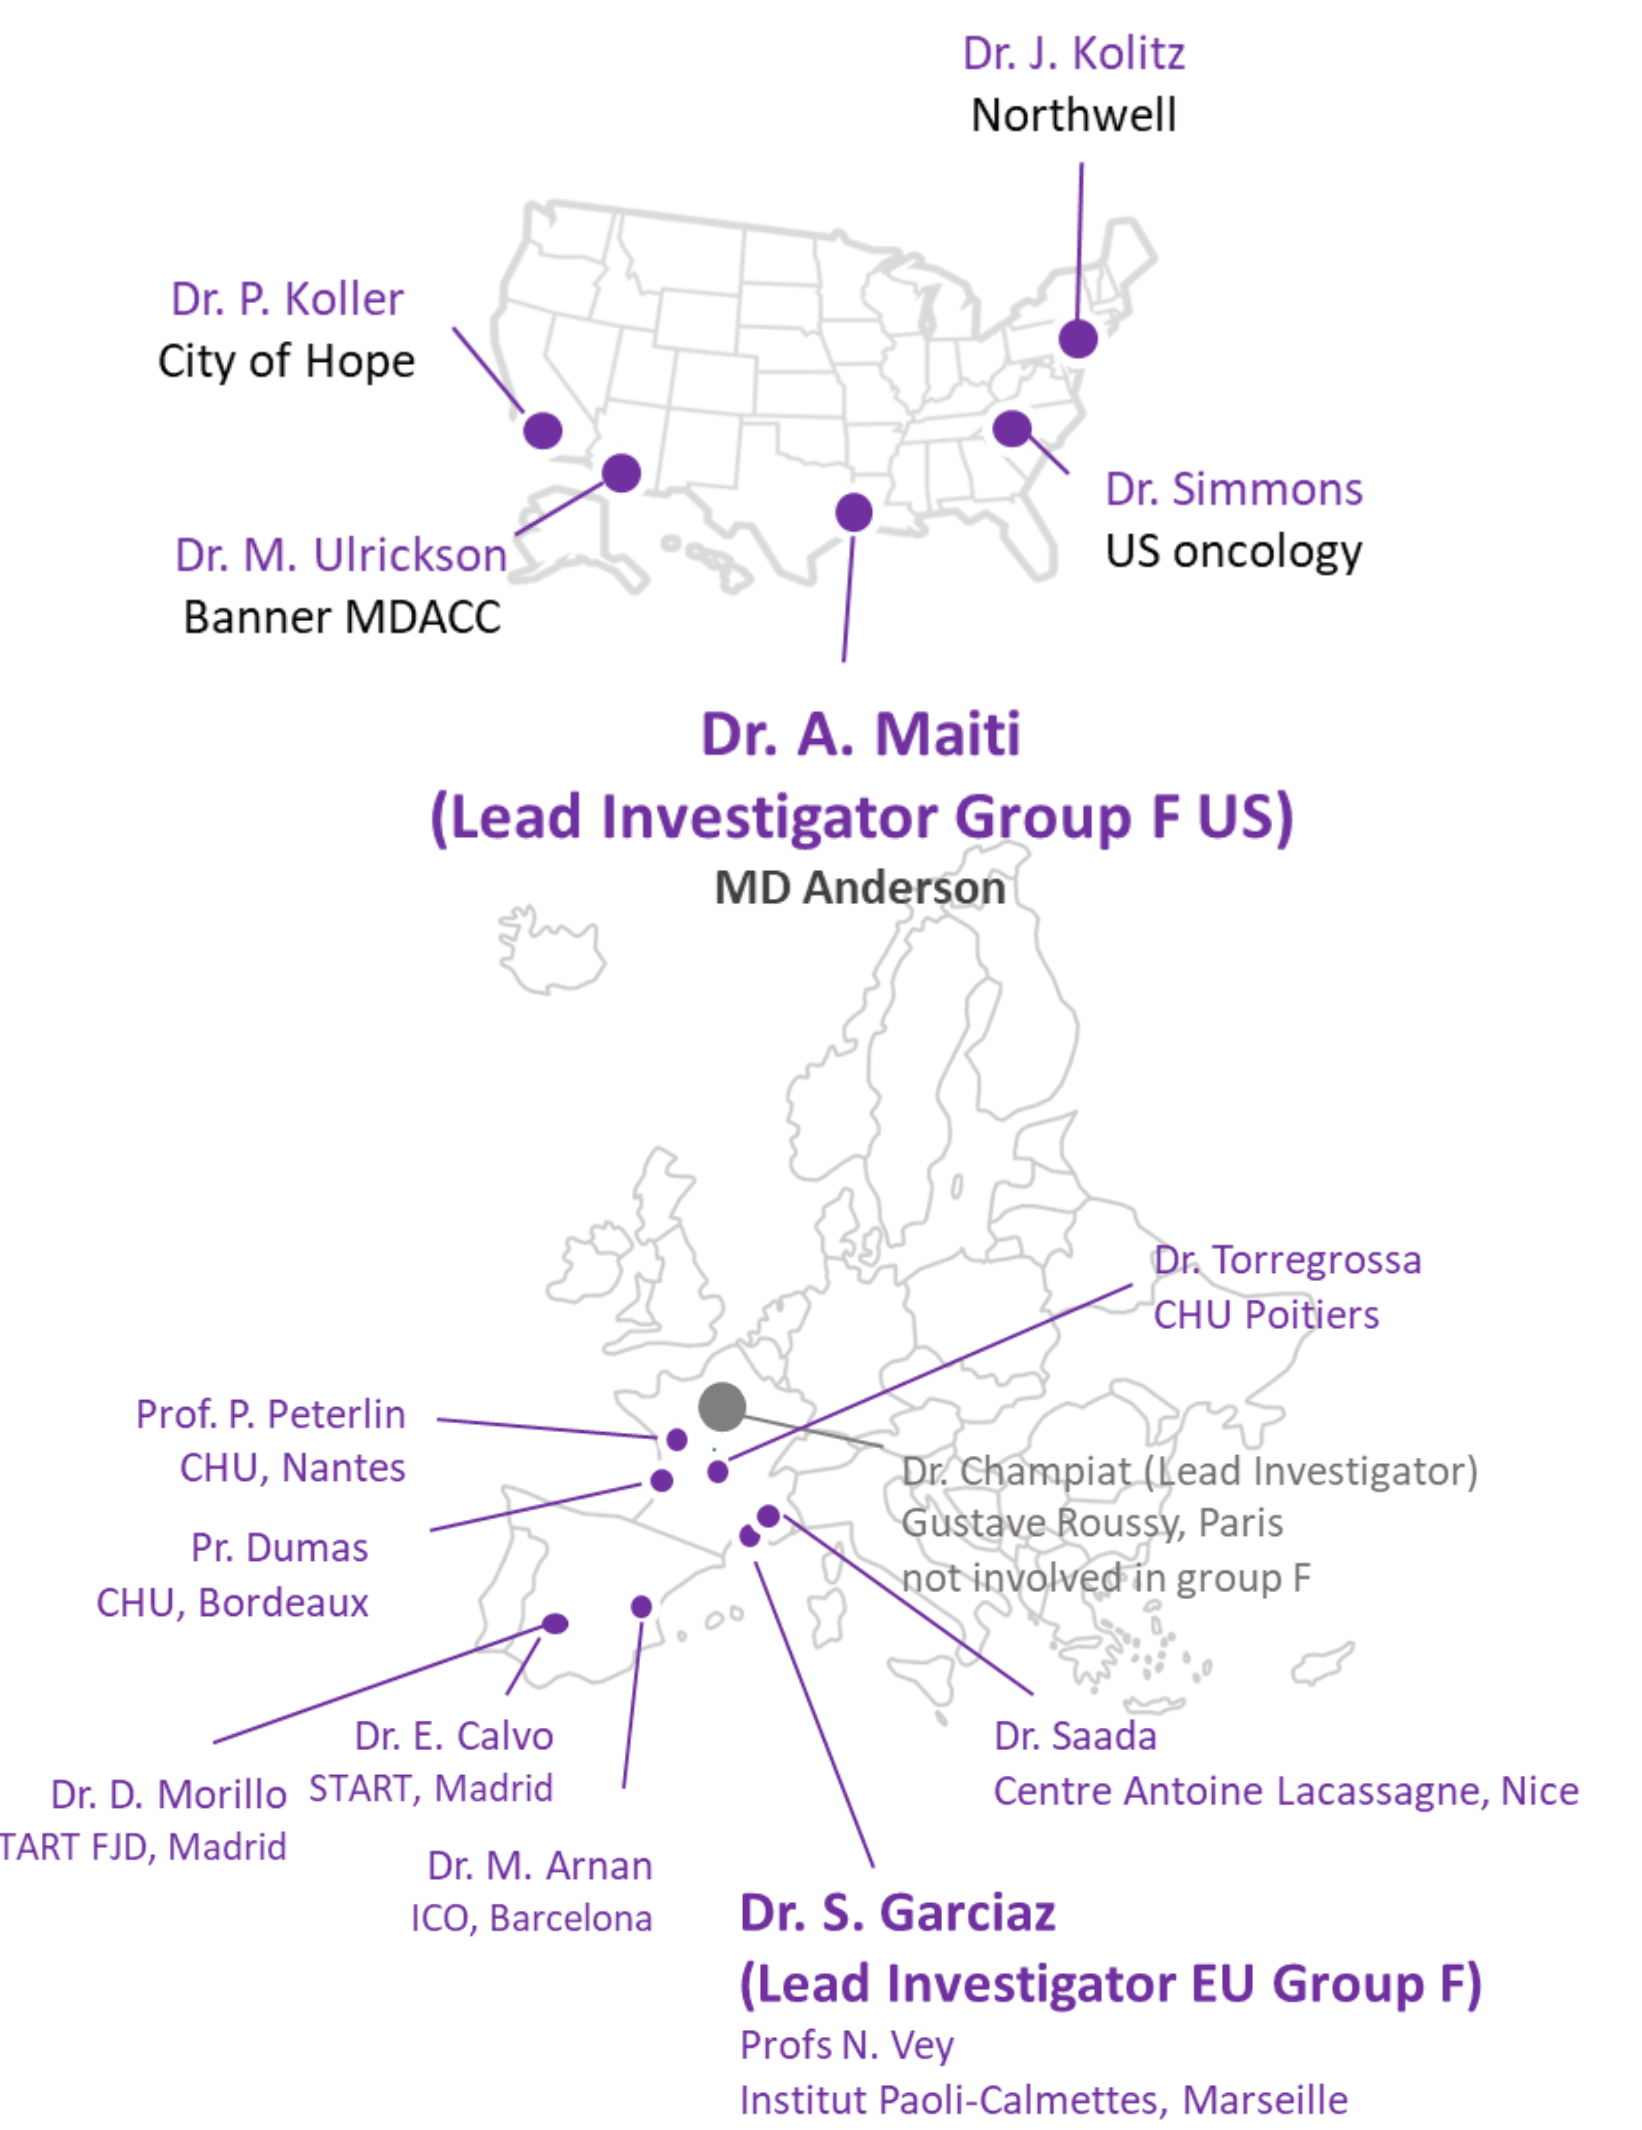 Dr. J. Kolitz
Northwell
Dr. P. Koller
City of Hope
Dr. Simmons
US oncology
Dr. M. Ulrickson
Banner MDACC
Dr. A. Maiti
(Lead Investigator Group F US)
MD Anderson
Dr. Torregrossa
CHU Poitiers
Prof. P. Peterlin
CHU, Nantes
Dr. Champiat (Lead Investigator)
Gustave Roussy, Paris
not involved in group F
Pr. Dumas
CHU, Bordeaux
Dr. E. Calvo
START, Madrid
Dr. Saada
Centre Antoine Lacassagne, Nice
Dr. D. Morillo
TART FJD, Madrid
Dr. M. Arnan
ICO, Barcelona
Dr. S. Garciaz
(Lead Investigator EU Group F)
Profs N. Vey
Institut Paoli-Calmettes, Marseille